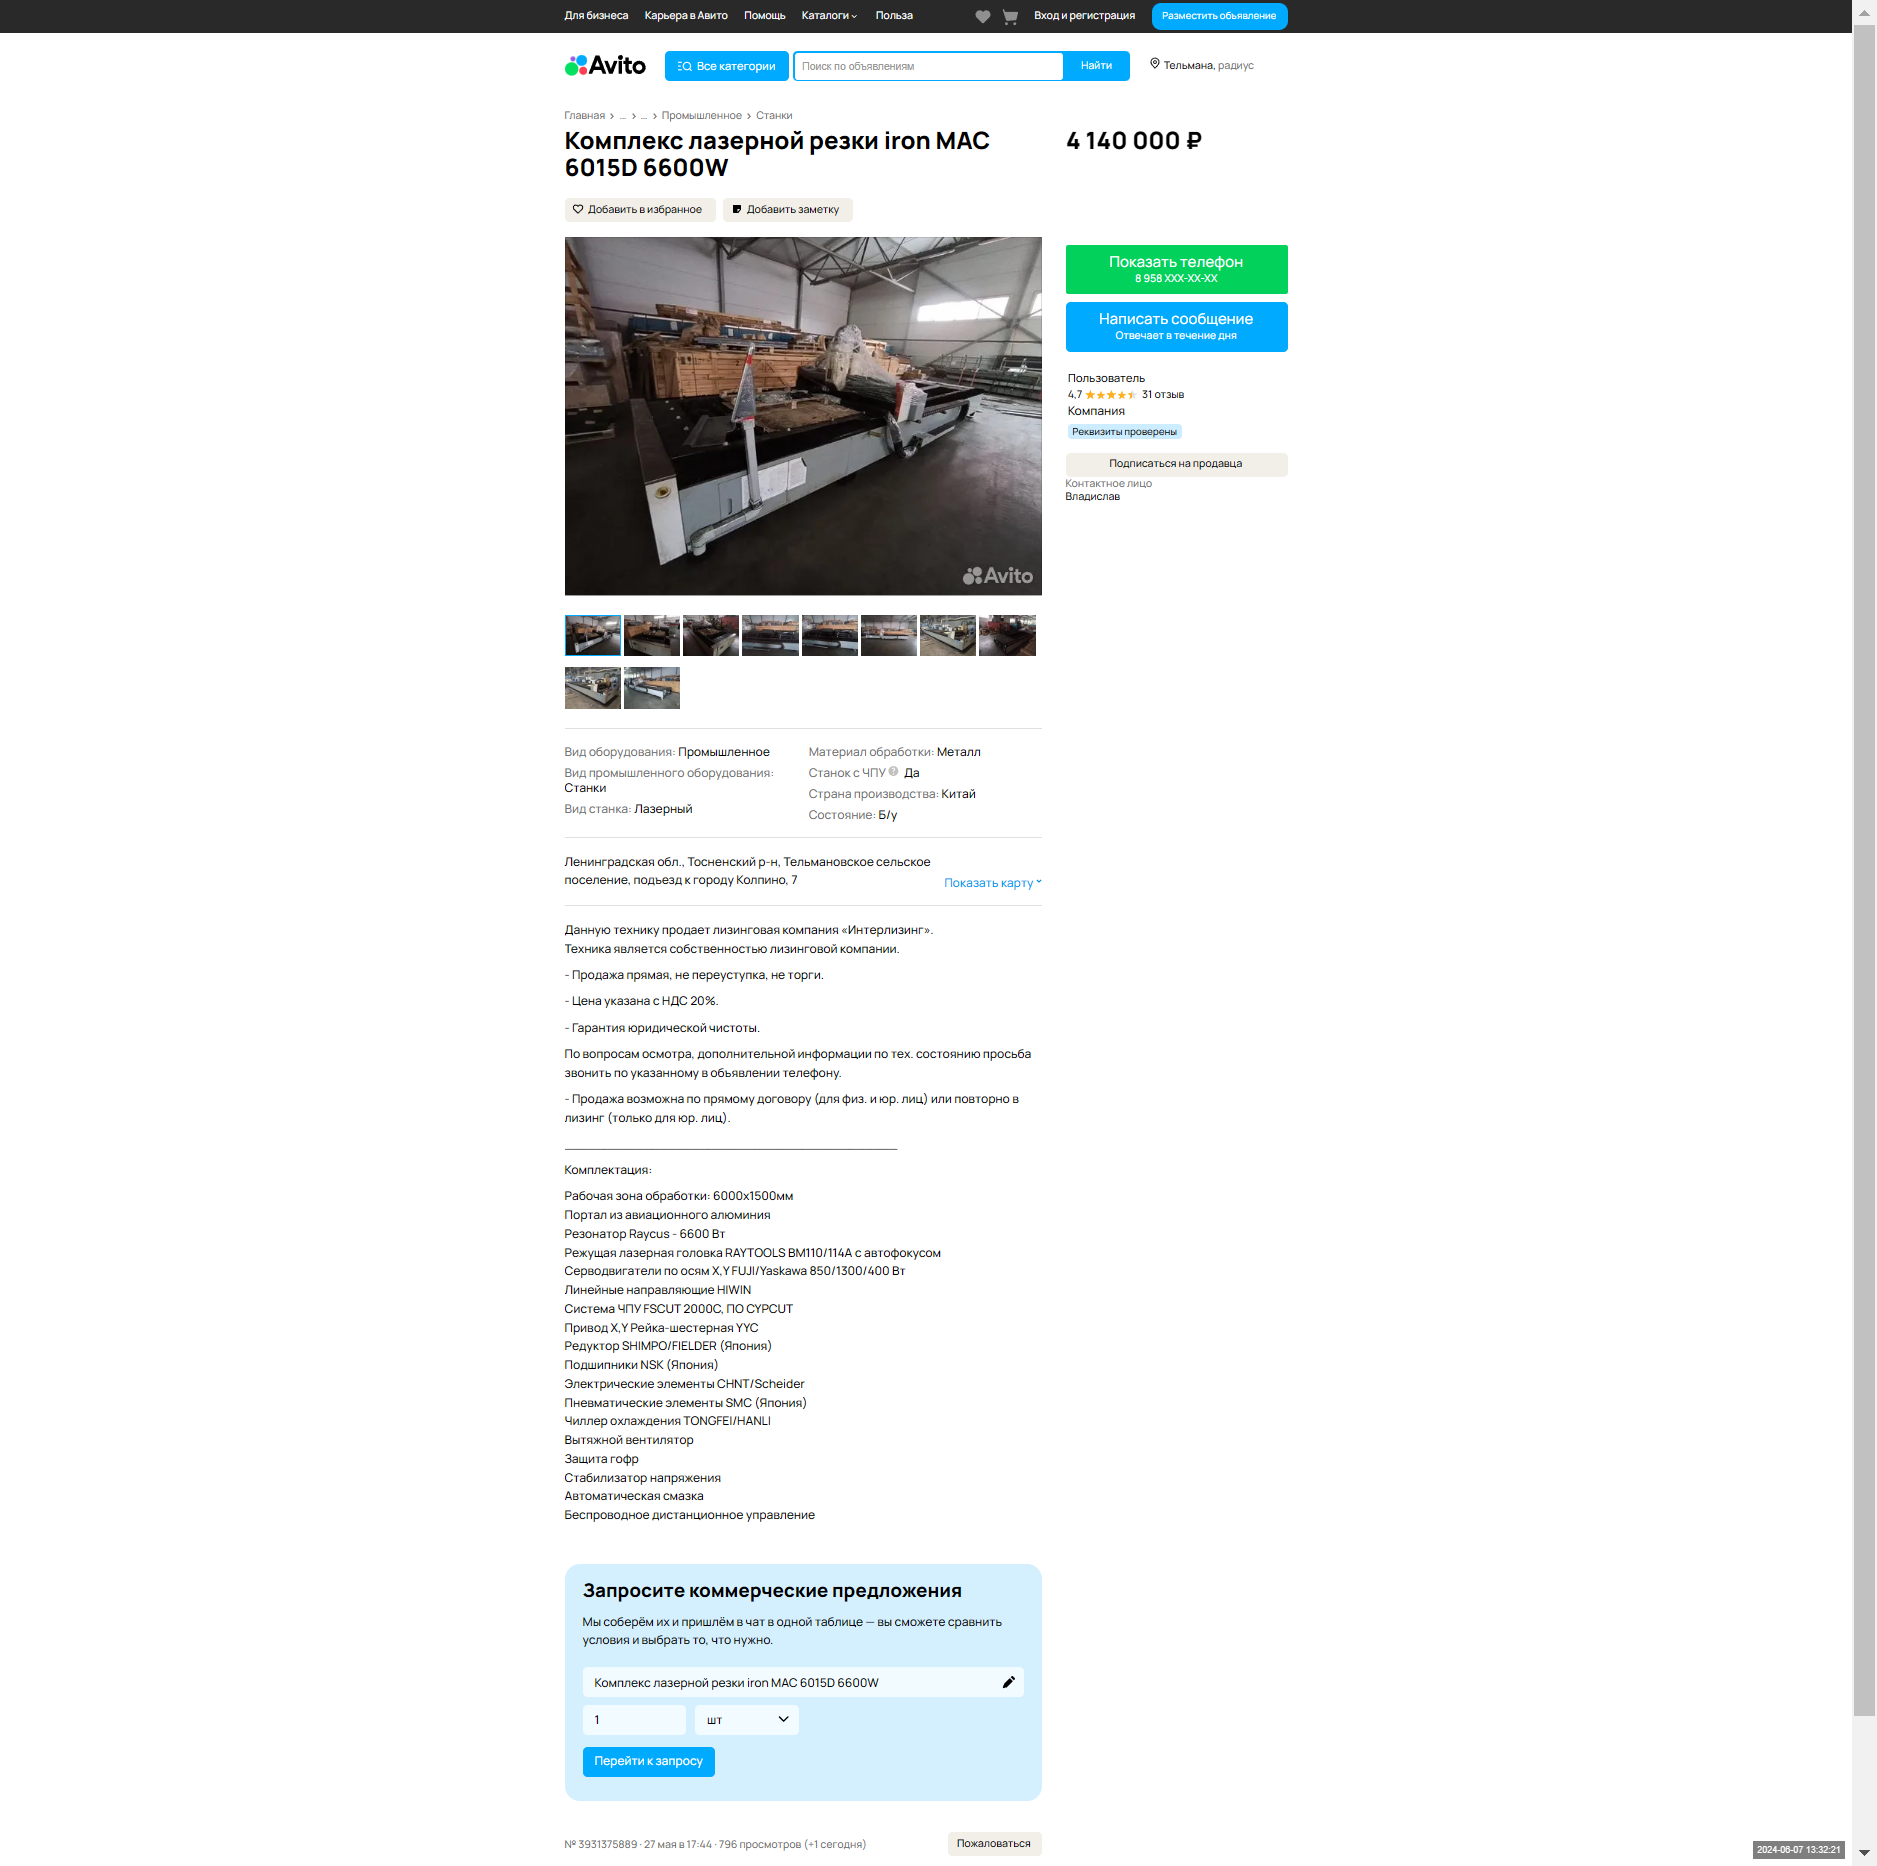 Для бизнеса Карьера в Авито Помощь Каталоги Польза Вход и регистрация Разместить объявление
Avito Все категории Поиск по объявлениям Найти Тельмана, радиус
Главная › ... › ... › Промышленное › Станки
Комплекс лазерной резки iron MAC
6015D 6600W
4 140 000 ₽
Добавить в избранное Добавить заметку
Avito
Показать телефон
8 958 XXX-XX-XX
Написать сообщение
Отвечает в течение дня
Пользователь
4,7 31 отзыв
Компания
Реквизиты проверены
Подписаться на продавца
Контактное лицо
Владислав
Вид оборудования: Промышленное
Вид промышленного оборудования:
Станки
Вид станка: Лазерный
Материал обработки: Металл
Станок с ЧПУ ? Да
Страна производства: Китай
Состояние: Б/у
Ленинградская обл., Тосненский р-н, Тельмановское сельское
поселение, подъезд к городу Колпино, 7
Показать карту
Данную технику продает лизинговая компания «Интерлизинг».
Техника является собственностью лизинговой компании.
- Продажа прямая, не переуступка, не торги.
- Цена указана с НДС 20%.
- Гарантия юридической чистоты.
По вопросам осмотра, дополнительной информации по тех. состоянию просьба
звонить по указанному в объявлении телефону.
- Продажа возможна по прямому договору (для физ. и юр. лиц) или повторно в
лизинг (только для юр. лиц).
Комплектация:
Рабочая зона обработки: 6000х1500мм
Портал из авиационного алюминия
Резонатор Raycus - 6600 Вт
Режущая лазерная головка RAYTOOLS BM110/114A с автофокусом
Серводвигатели по осям X,Y FUJI/Yaskawa 850/1300/400 Вт
Линейные направляющие HIWIN
Система ЧПУ FSCUT 2000C, ПО CYPCUT
Привод X,Y Рейка-шестерная YYC
Редуктор SHIMPO/FIELDER (Япония)
Подшипники NSK (Япония)
Электрические элементы CHNT/Scheider
Пневматические элементы SMC (Япония)
Чиллер охлаждения TONGFEI/HANLI
Вытяжной вентилятор
Защита гофр
Стабилизатор напряжения
Автоматическая смазка
Беспроводное дистанционное управление
Запросите коммерческие предложения
Мы соберём их и пришлём в чат в одной таблице — вы сможете сравнить
условия и выбрать то, что нужно.
Комплекс лазерной резки iron MAC 6015D 6600W
1 шт
Перейти к запросу
№ 3931375889 · 27 мая в 17:44 · 796 просмотров (+1 сегодня)
Пожаловаться
2024-06-07 13:32:21